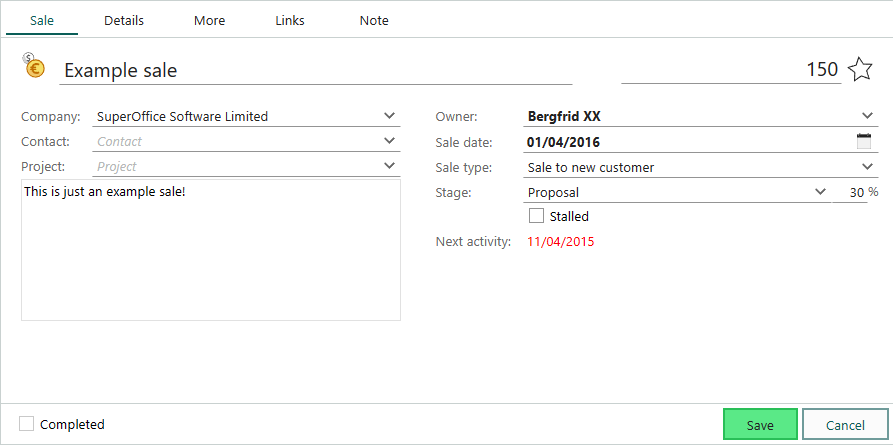 Sale Details More Links Note
Example sale 150
Company: SuperOffice Software Limited
Contact: Contact
Project: Project
This is just an example sale!
Owner: Bergfrid XX
Sale date: 01/04/2016
Sale type: Sale to new customer
Stage: Proposal 30 %
Stalled
Next activity: 11/04/2015
Completed Save Cancel